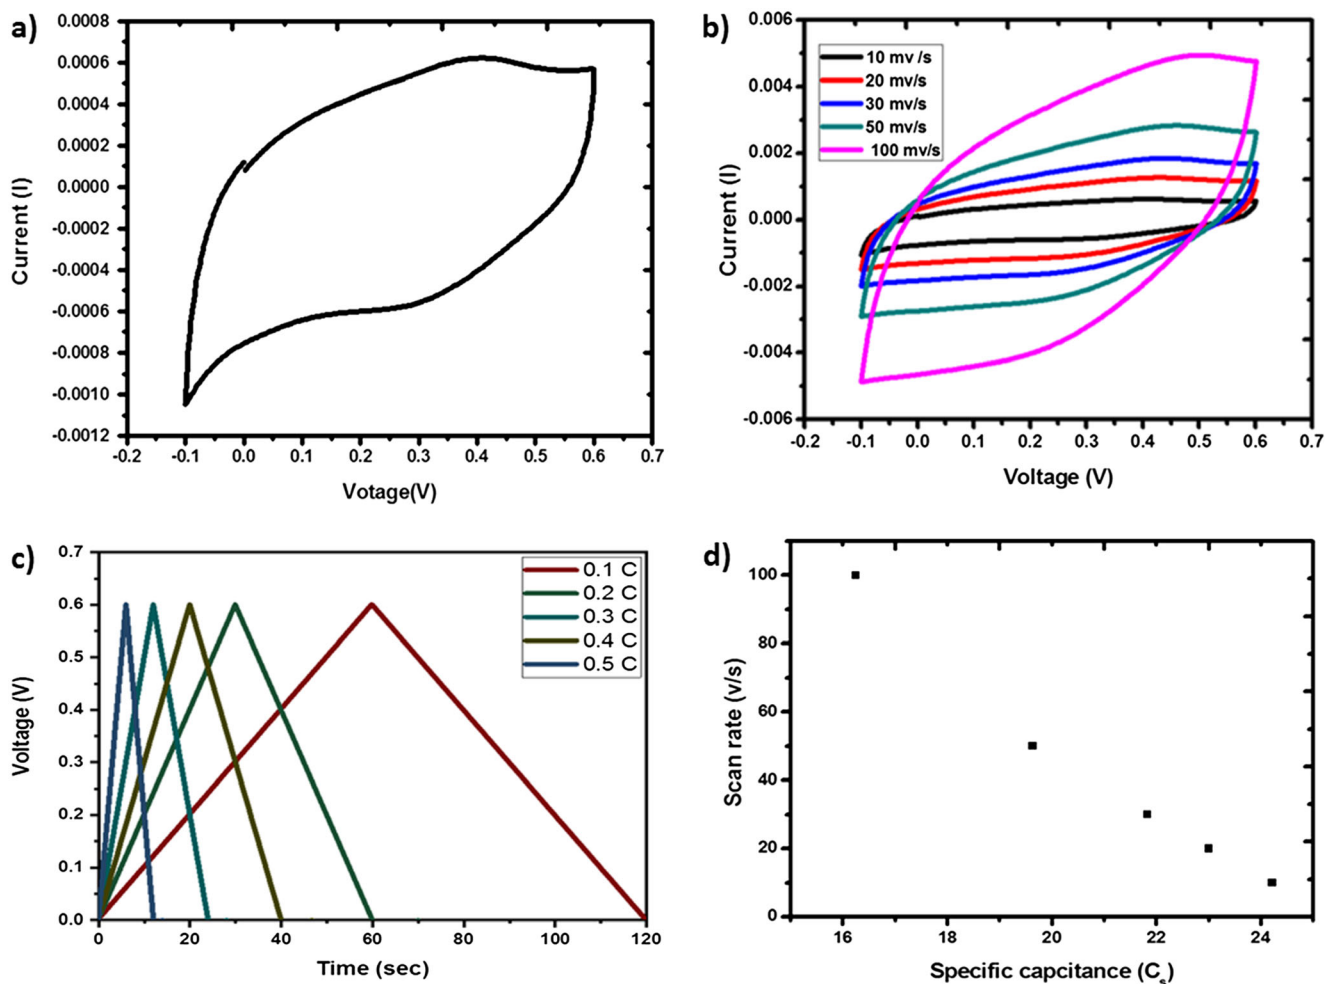 a)
0.0008
0.0006
0.0004
0.0002
0.0000
-0.0002
-0.0004
-0.0006
-0.0008
-0.0010
-0.0012
Current (I)
-0.2 -0.1 0.0 0.1 0.2 0.3 0.4 0.5 0.6 0.7
Votage(V)
b)
0.006
0.004
0.002
0.000
-0.002
-0.004
-0.006
Current (I)
10 mv /s
20 mv/s
30 mv/s
50 mv/s
100 mv/s
-0.2 -0.1 0.0 0.1 0.2 0.3 0.4 0.5 0.6 0.7
Voltage (V)
c)
0.7
0.6
0.5
0.4
0.3
0.2
0.1
0.0
Voltage (V)
0.1 C
0.2 C
0.3 C
0.4 C
0.5 C
0 20 40 60 80 100 120
Time (sec)
d)
100
80
60
40
20
0
Scan rate (v/s)
16 18 20 22 24
Specific capcitance (Cs)